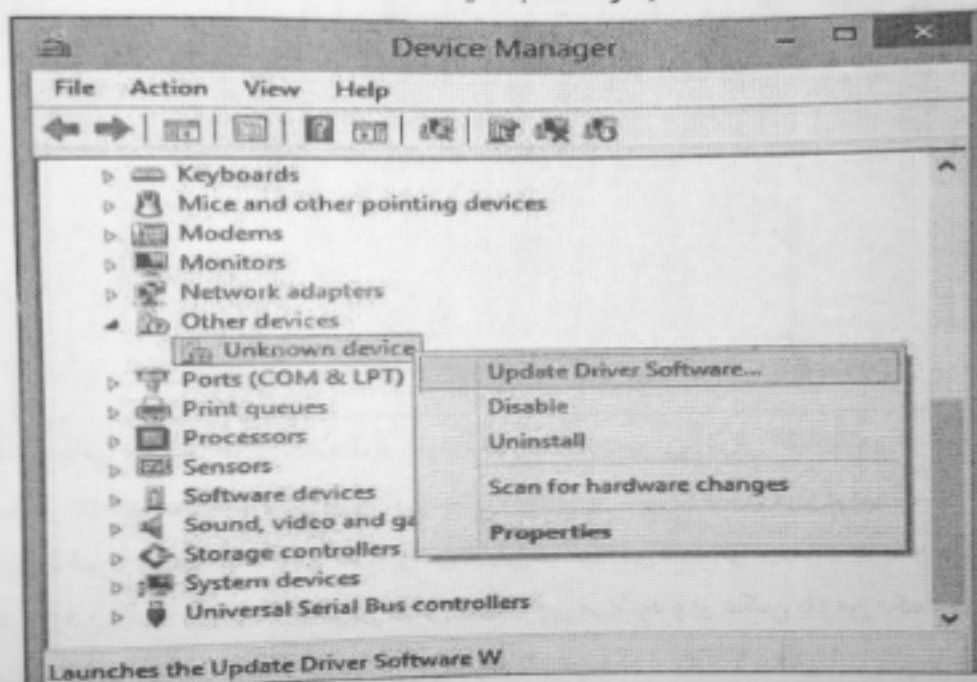 Device Manager
File Action View Help
Keyboards
Mice and other pointing devices
Modems
Monitors
Network adapters
Other devices
Unknown device
Update Driver Software...
Ports (COM & LPT)
Disable
Print queues
Uninstall
Processors
Sensors
Scan for hardware changes
Software devices
Sound, video and ga
Properties
Storage controllers
System devices
Universal Serial Bus controllers
Launches the Update Driver Software W